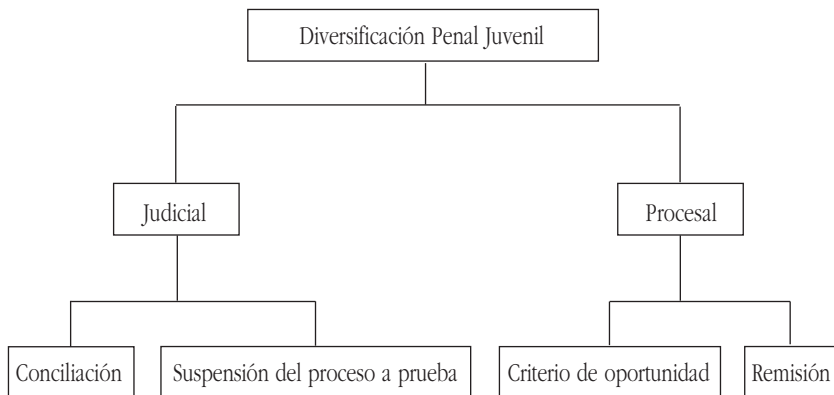 Diversificación Penal Juvenil
Judicial
Procesal
Conciliación
Suspensión del proceso a prueba
Criterio de oportunidad
Remisión